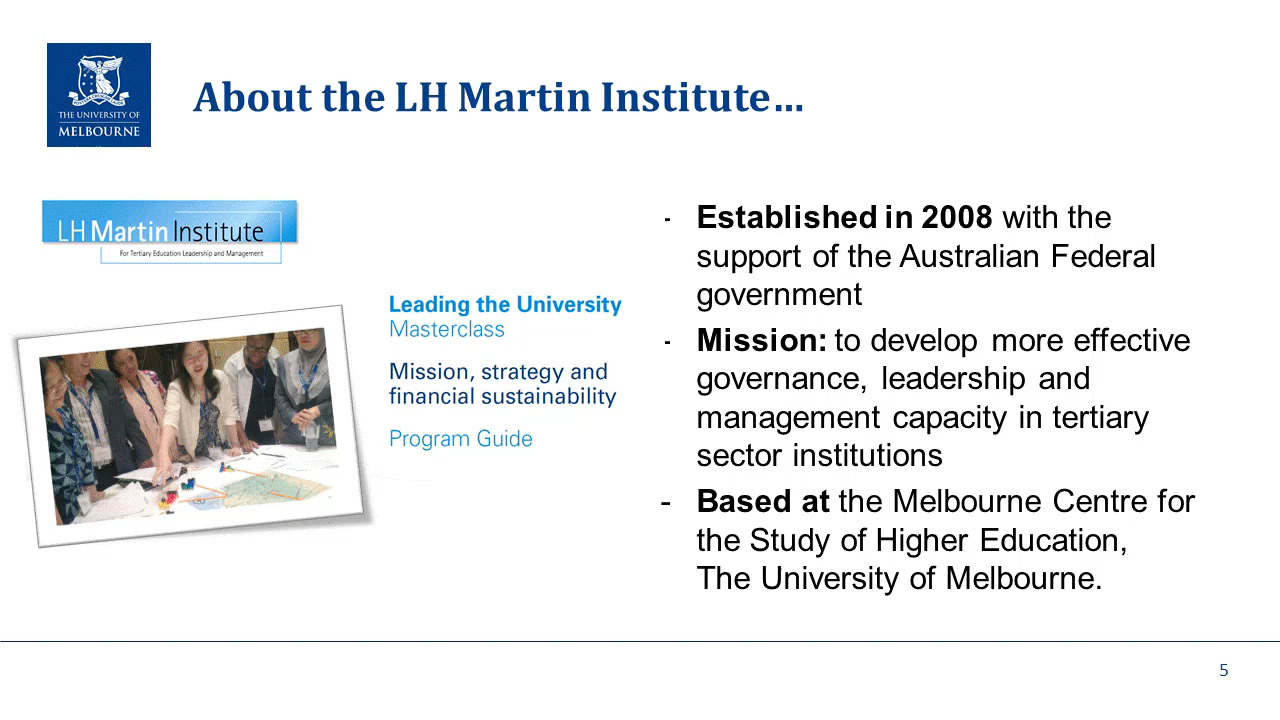 THE UNIVERSITY OF
MELBOURNE
About the LH Martin Institute…
LH Martin Institute
For Tertiary Education Leadership and Management
Leading the University
Masterclass
Mission, strategy and
financial sustainability
Program Guide
- Established in 2008 with the
support of the Australian Federal
government
- Mission: to develop more effective
governance, leadership and
management capacity in tertiary
sector institutions
- Based at the Melbourne Centre for
the Study of Higher Education,
The University of Melbourne.
5